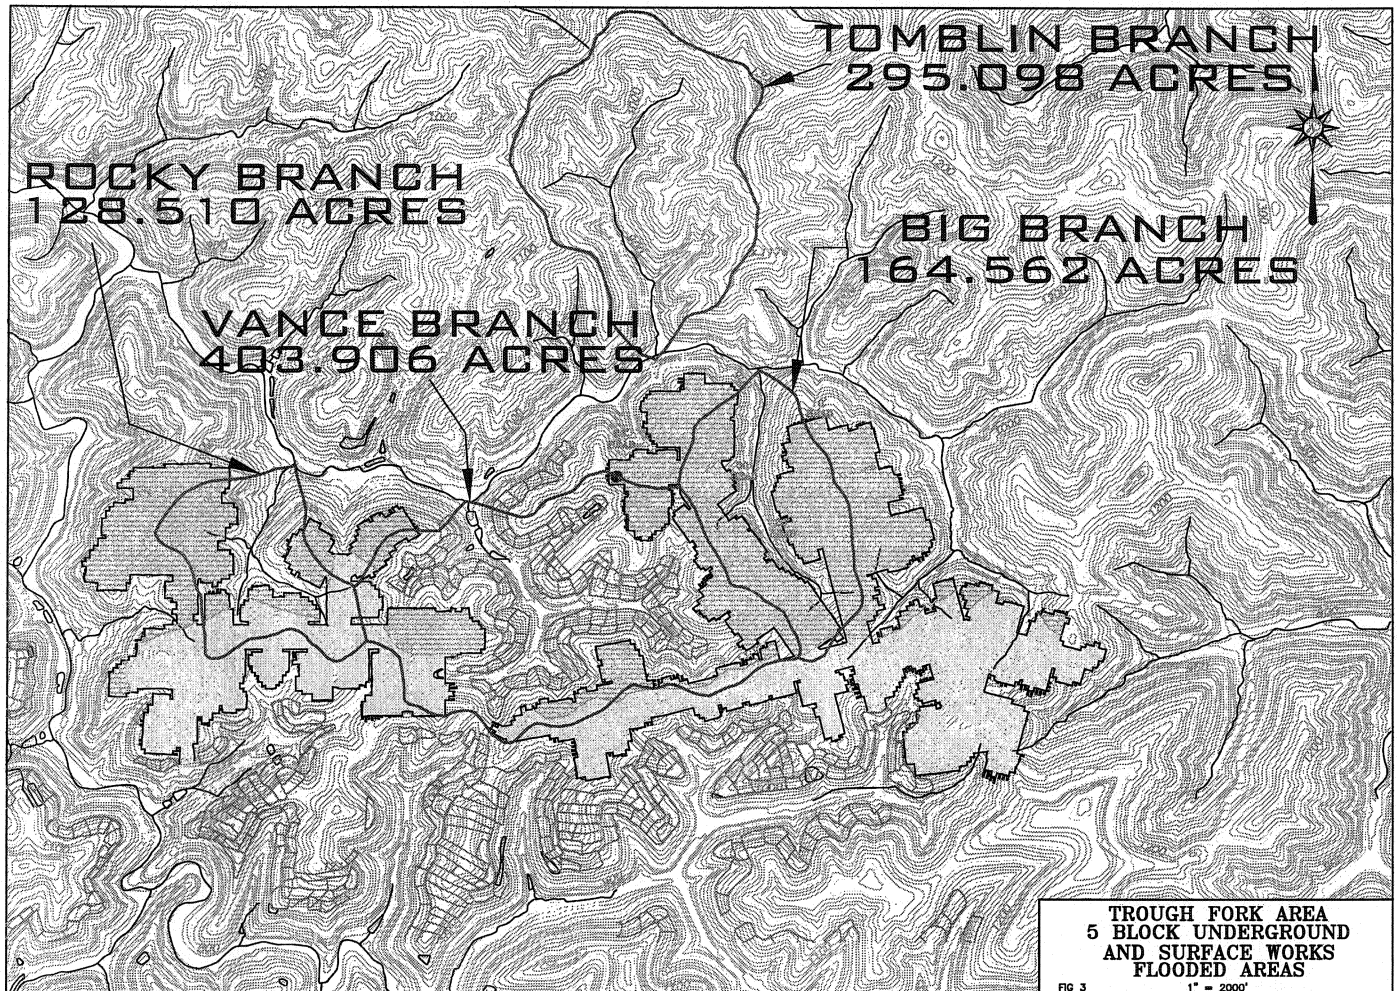 TOMBLIN BRANCH
295.098 ACRES
ROCKY BRANCH
128.510 ACRES
BIG BRANCH
164.562 ACRES
VANCE BRANCH
403.906 ACRES
TROUGH FORK AREA
5 BLOCK UNDERGROUND
AND SURFACE WORKS
FLOODED AREAS
FIG 3 1" = 2000'